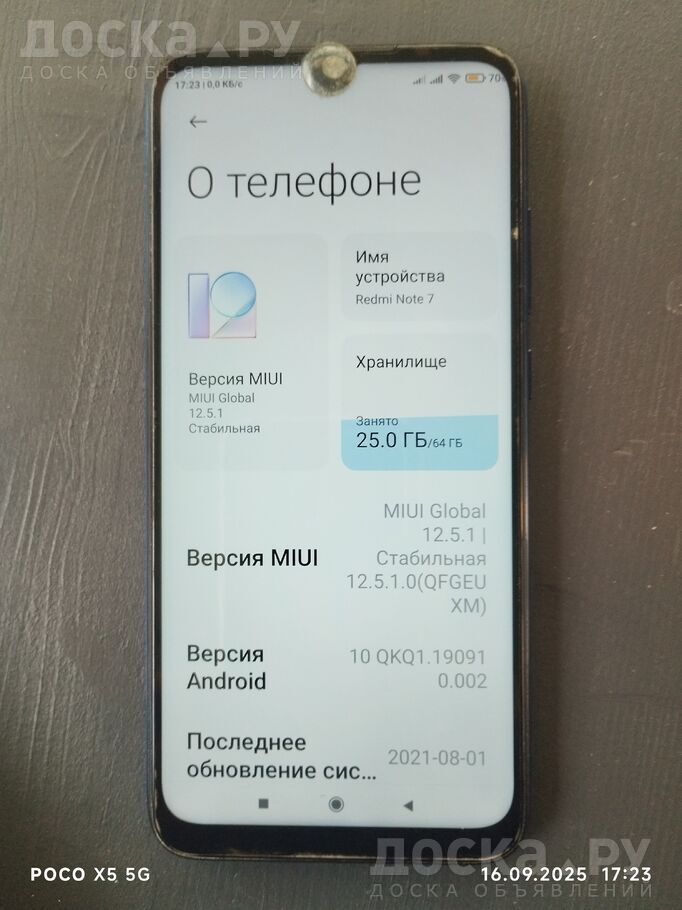 ДОСКА.РУ
ДОСКА ОБЪЯВЛЕНИЙ
17:23 | 0,0 КБ/с
70
О телефоне
Имя
устройства
Redmi Note 7
Версия MIUI
MIUI Global
12.5.1
Стабильная
Хранилище
Занято
25.0 ГБ/64 ГБ
Версия MIUI
MIUI Global
12.5.1 |
Стабильная
12.5.1.0(QFGEU
XM)
Версия
Android
10 QKQ1.19091
0.002
Последнее
обновление сис...
2021-08-01
POCO X5 5G
16.09.2025 17:23
ДОСКА.РУ
ДОСКА ОБЪЯВЛЕНИЙ